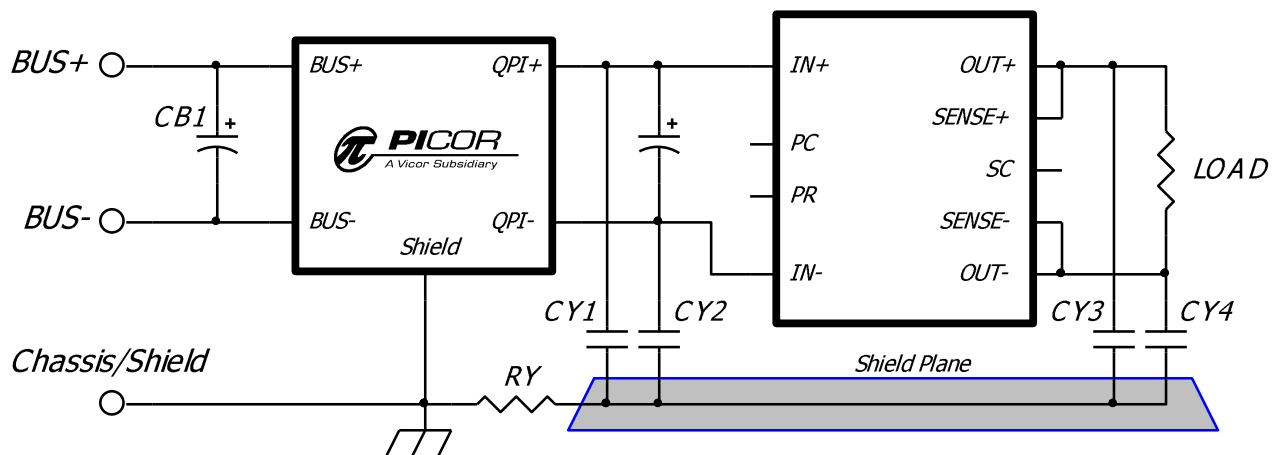 BUS+
BUS+
QPI+
IN+
OUT+
CB1
+
+
SENSE+
PC
PICOR
A Vicor Subsidiary
SC
LOAD
PR
BUS-
BUS-
QPI-
SENSE-
Shield
IN-
OUT-
CY1
CY2
CY3
CY4
Chassis/Shield
RY
Shield Plane